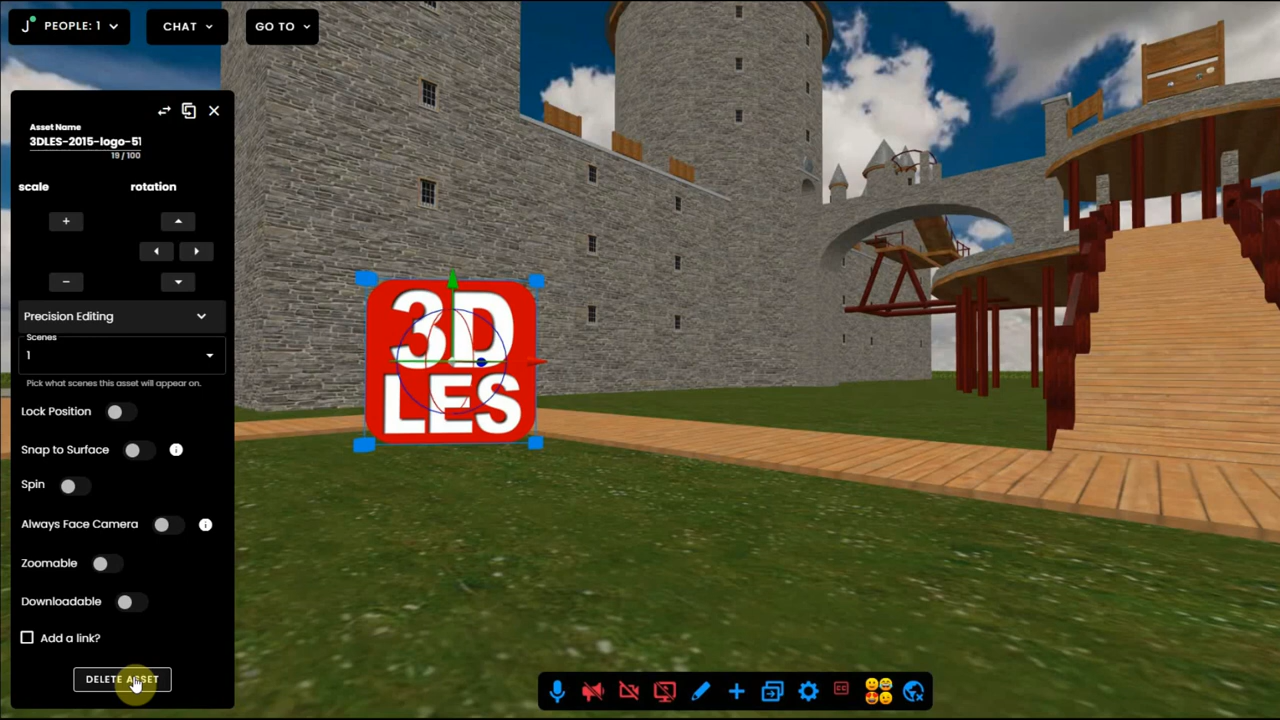 PEOPLE: 1
CHAT
GO TO
Asset Name
3DLES-2015-logo-51
19 / 100
scale
rotation
Precision Editing
Scenes
1
Pick what scenes this asset will appear on.
Lock Position
Snap to Surface
Spin
Always Face Camera
Zoomable
Downloadable
Add a link?
DELETE ASSET
3D
LES
CC